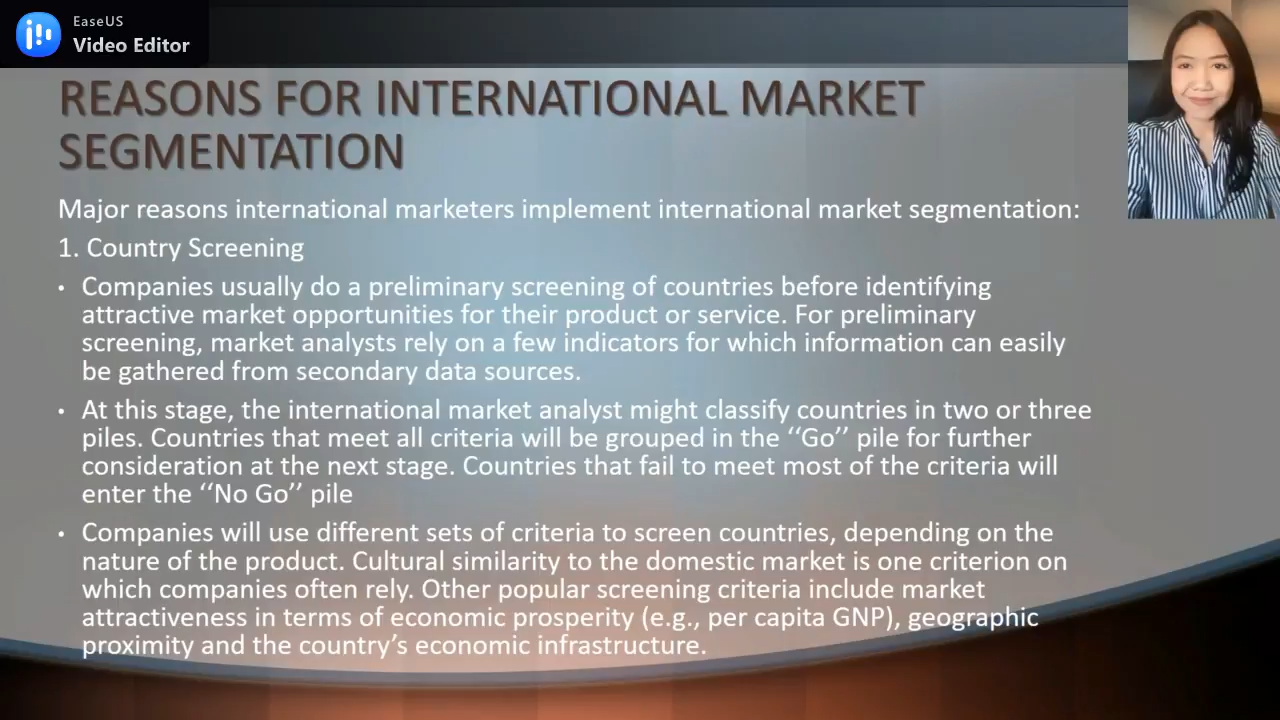 EaseUS
Video Editor
REASONS FOR INTERNATIONAL MARKET
SEGMENTATION
Major reasons international marketers implement international market segmentation:
1. Country Screening
• Companies usually do a preliminary screening of countries before identifying
attractive market opportunities for their product or service. For preliminary
screening, market analysts rely on a few indicators for which information can easily
be gathered from secondary data sources.
• At this stage, the international market analyst might classify countries in two or three
piles. Countries that meet all criteria will be grouped in the ‘‘Go’’ pile for further
consideration at the next stage. Countries that fail to meet most of the criteria will
enter the ‘‘No Go’’ pile
• Companies will use different sets of criteria to screen countries, depending on the
nature of the product. Cultural similarity to the domestic market is one criterion on
which companies often rely. Other popular screening criteria include market
attractiveness in terms of economic prosperity (e.g., per capita GNP), geographic
proximity and the country’s economic infrastructure.